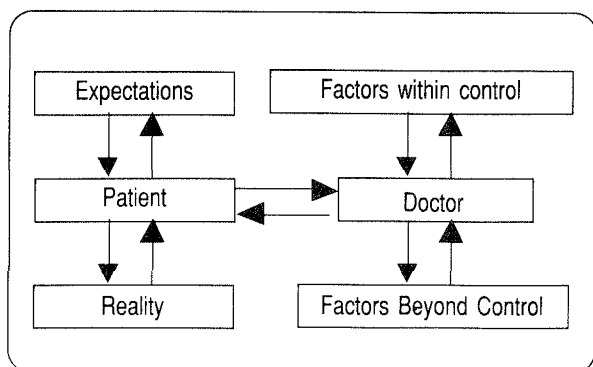 Expectations
Factors within control
Patient
Doctor
Reality
Factors Beyond Control